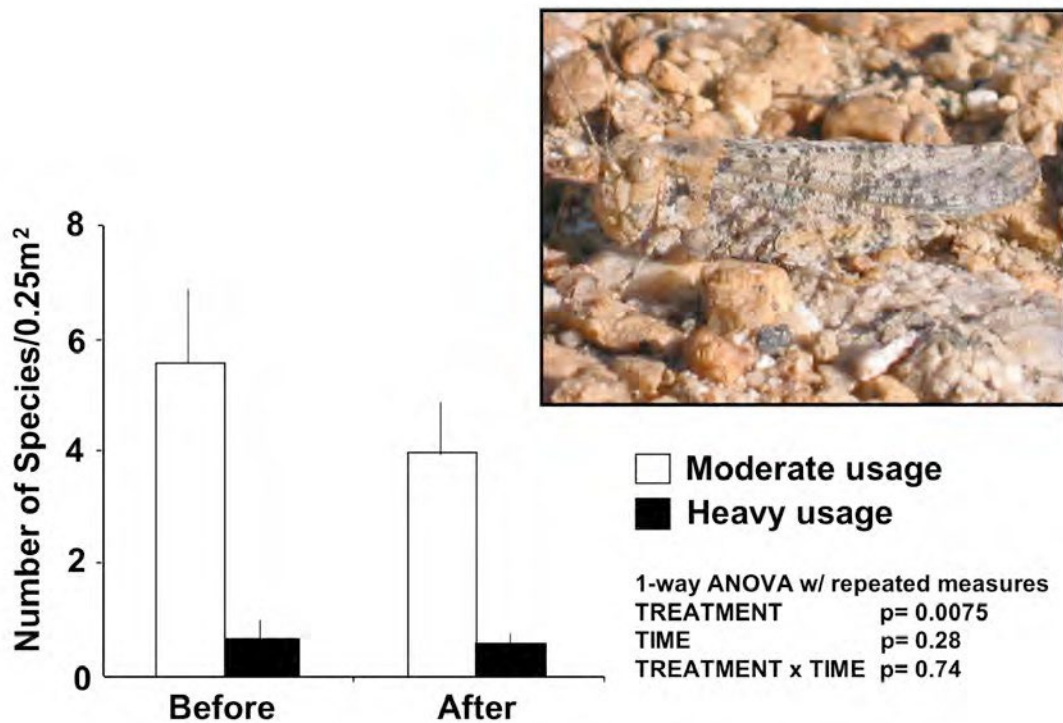 Number of Species/0.25m²
8
6
4
2
0
Before After
Moderate usage
Heavy usage
1-way ANOVA w/ repeated measures
TREATMENT p= 0.0075
TIME p= 0.28
TREATMENT x TIME p= 0.74